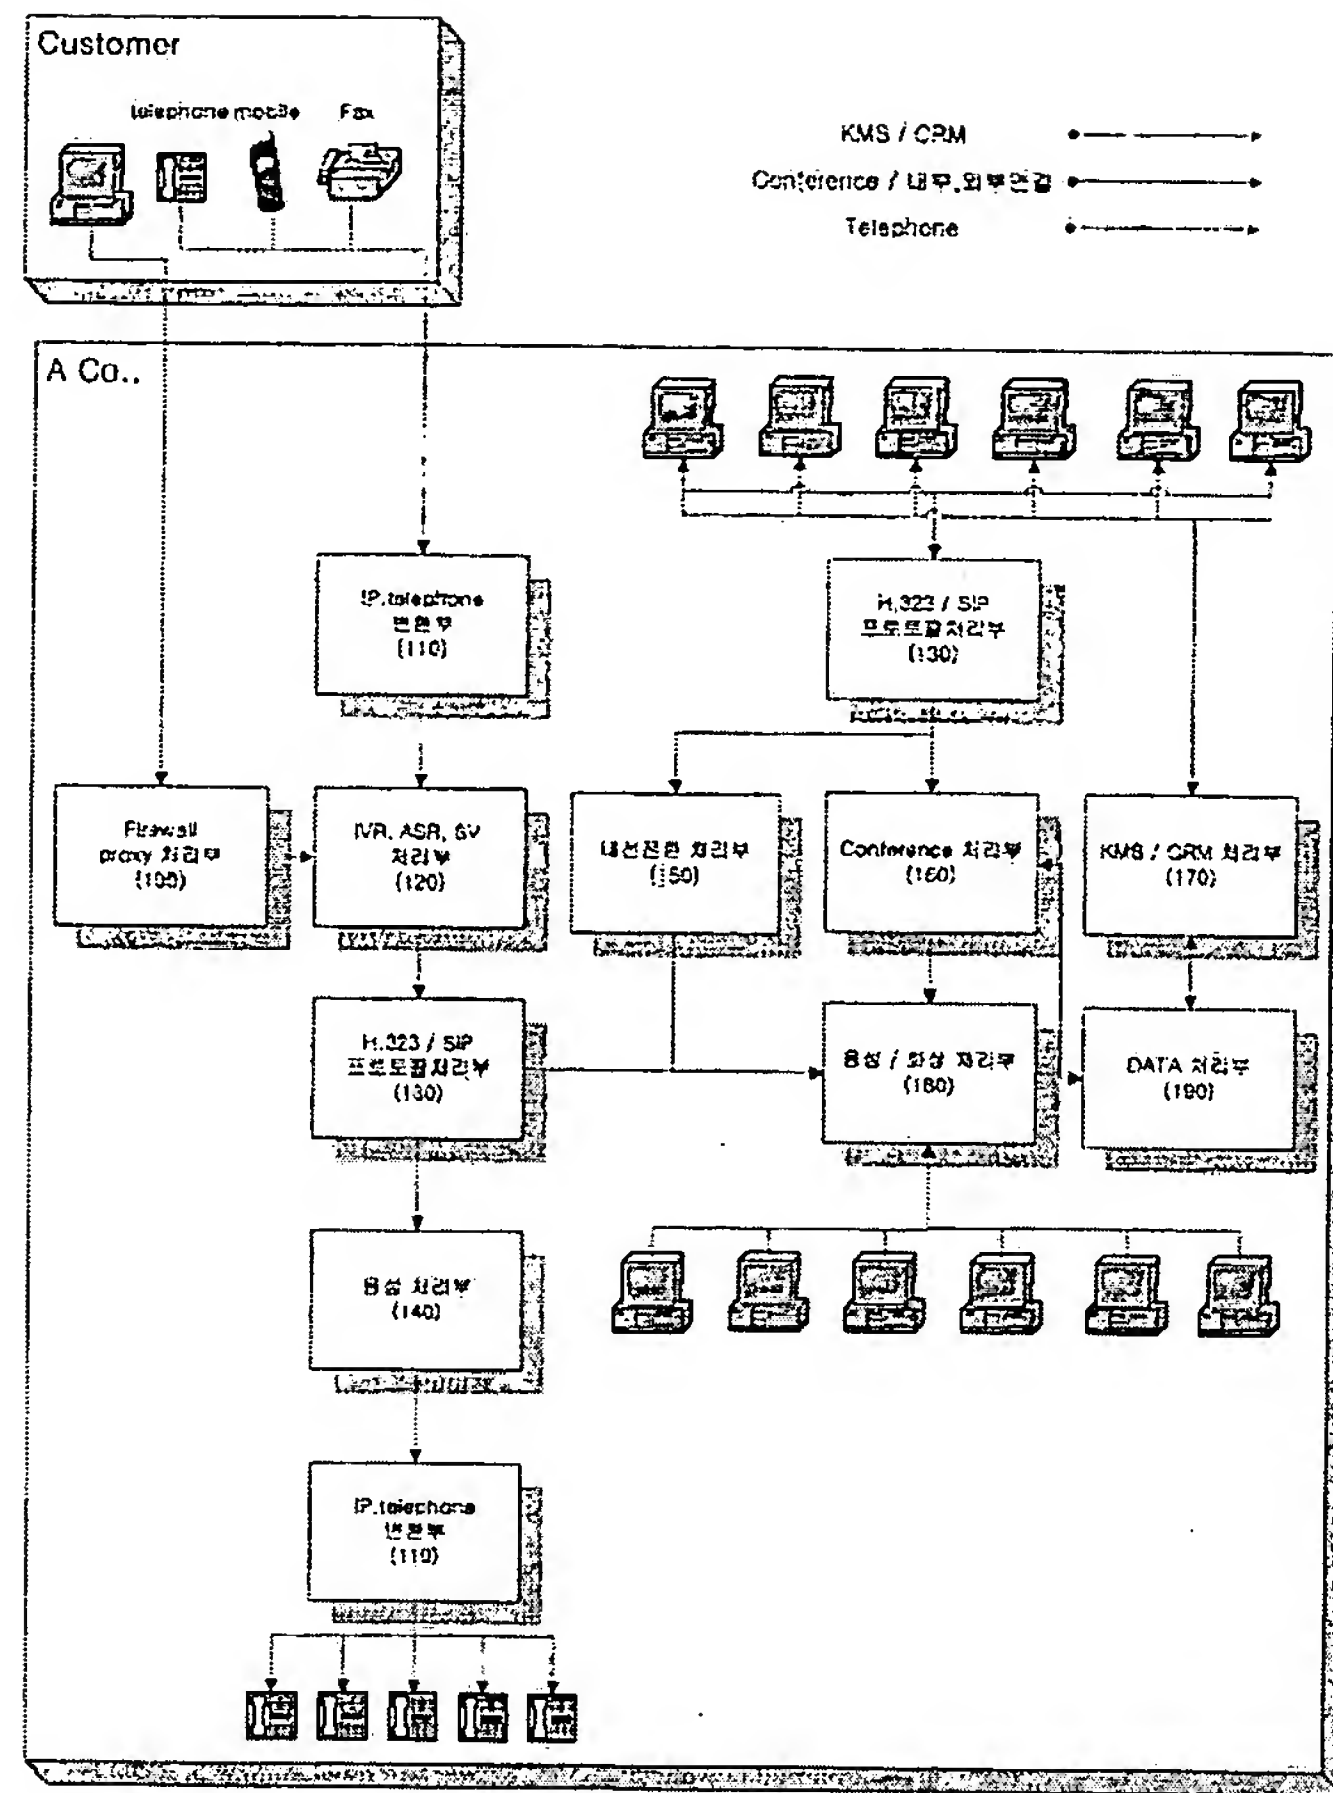 Customer
telephone mobile Fax
KMS / CRM
Conference / 내부,외부연결
Telephone
A Co..
IP.telephone
변환부
(110)
H.323 / SIP
프로토콜처리부
(130)
Firewall
proxy 처리부
(100)
IVR, ASR, SV
처리부
(120)
내선전환 처리부
(150)
Conference 처리부
(160)
KMS / CRM 처리부
(170)
H.323 / SIP
프로토콜처리부
(130)
음성 / 화상 처리부
(180)
DATA 처리부
(190)
음성 처리부
(140)
IP.telephone
변환부
(110)